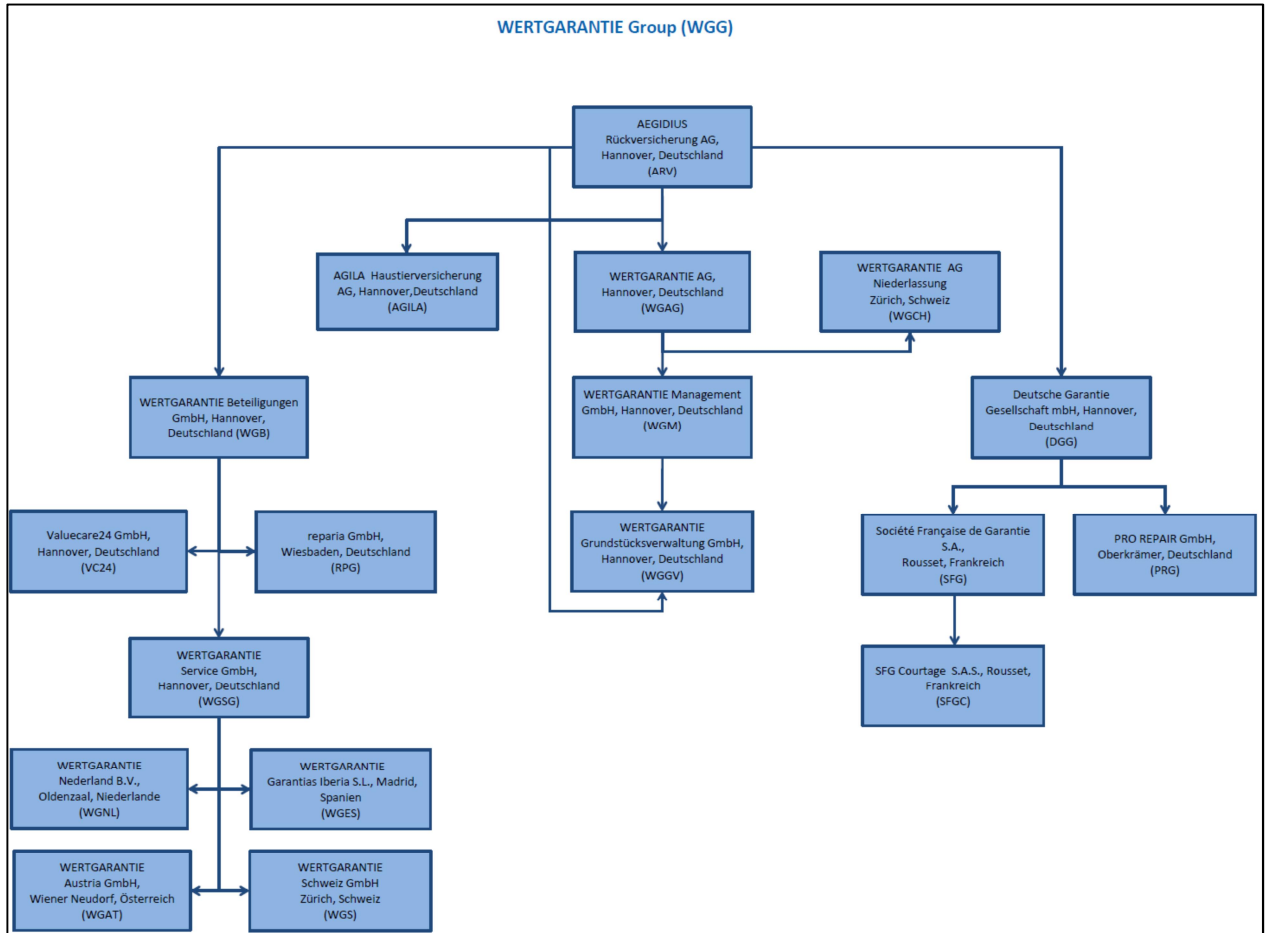 WERTGARANTIE Group (WGG)
AEGIDIUS
Rückversicherung AG,
Hannover, Deutschland
(ARV)
AGILA Haustierversicherung
AG, Hannover,Deutschland
(AGILA)
WERTGARANTIE AG,
Hannover, Deutschland
(WGAG)
WERTGARANTIE AG
Niederlassung
Zürich, Schweiz
(WGCH)
WERTGARANTIE Beteiligungen
GmbH, Hannover,
Deutschland (WGB)
WERTGARANTIE Management
GmbH, Hannover, Deutschland
(WGM)
Deutsche Garantie
Gesellschaft mbH, Hannover,
Deutschland
(DGG)
Valuecare24 GmbH,
Hannover, Deutschland
(VC24)
reparia GmbH,
Wiesbaden, Deutschland
(RPG)
WERTGARANTIE
Grundstücksverwaltung GmbH,
Hannover, Deutschland
(WGGV)
Société Française de Garantie
S.A.,
Rousset, Frankreich
(SFG)
PRO REPAIR GmbH,
Oberkrämer, Deutschland
(PRG)
WERTGARANTIE
Service GmbH,
Hannover, Deutschland
(WGSG)
SFG Courtage S.A.S., Rousset,
Frankreich
(SFGC)
WERTGARANTIE
Nederland B.V.,
Oldenzaal, Niederlande
(WGNL)
WERTGARANTIE
Garantias Iberia S.L., Madrid,
Spanien
(WGES)
WERTGARANTIE
Austria GmbH,
Wiener Neudorf, Österreich
(WGAT)
WERTGARANTIE
Schweiz GmbH
Zürich, Schweiz
(WGS)